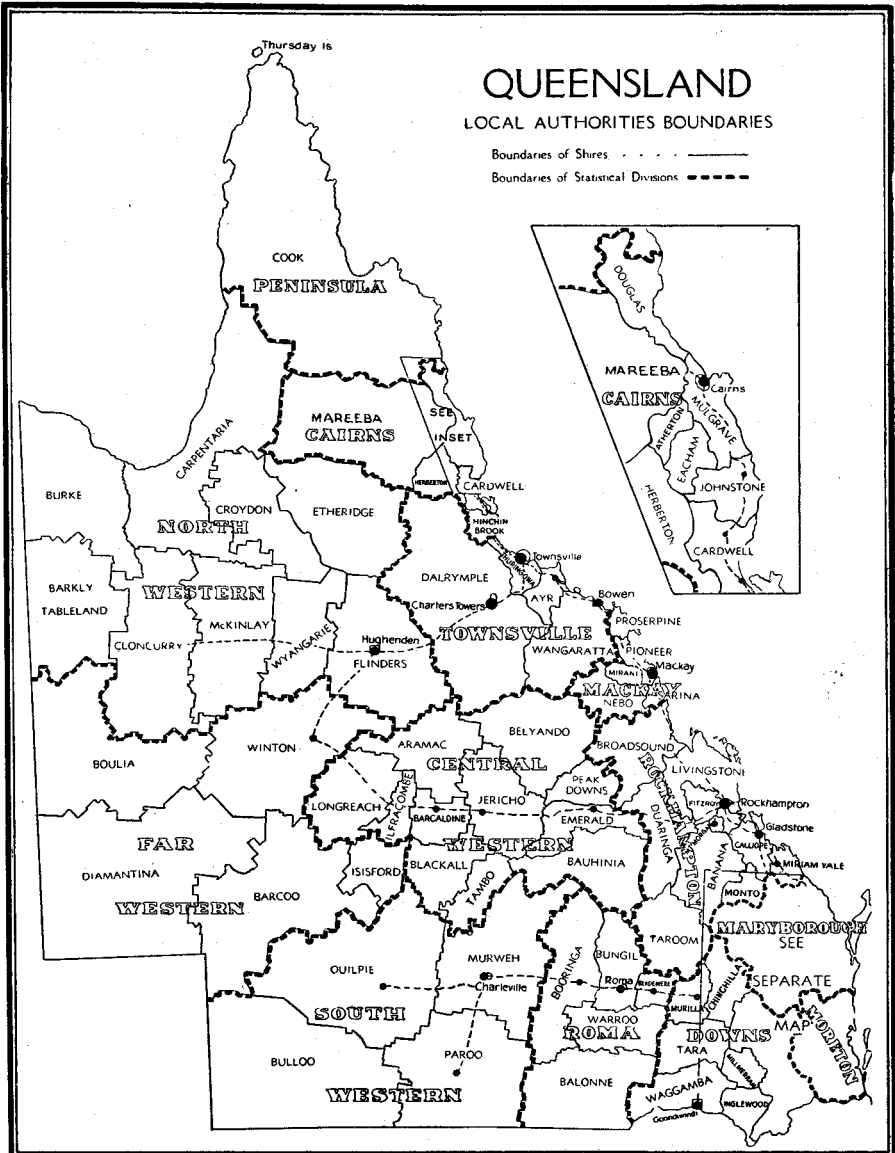 Thursday Is
QUEENSLAND
LOCAL AUTHORITIES BOUNDARIES
Boundaries of Shires
Boundaries of Statistical Divisions
COOK
PENINSULA
DOUGLAS
MAREEBA
CAIRNS
Cairns
MULGRAVE
ATHERTON
EACHAM
JOHNSTONE
HERBERTON
CARDWELL
MAREEBA
CAIRNS
SEE
INSET
HERBERTON
CARDWELL
CARPENTARIA
BURKE
CROYDON
NORTH
ETHERIDGE
HINCHIN
BROOK
Townsville
THURINGOWA
DALRYMPLE
BARKLY
TABLELAND
WESTERN
Charters Towers
AYR
Bowen
PROSERPINE
McKINLAY
TOWNSVILLE
CLONCURRY
WYANGARIE
Hughenden
FLINDERS
WANGARATTA
PIONEER
Mackay
MIRANI
MACKAY
SARINA
NEBO
BOULIA
WINTON
ARAMAC
BELYANDO
BROADSOUND
CENTRAL
LIVINGSTONE
PEAK
DOWNS
ROCKHAMPTON
LONGREACH
ILFRACOMBE
BARCALDINE
JERICHO
EMERALD
FITZROY
Rockhampton
DUARINGA
Gladstone
CALLIOPE
FAR
WESTERN
BANANA
MIRIAM VALE
DIAMANTINA
ISISFORD
BLACKALL
TAMBO
BAUHINIA
MONTO
WESTERN
BARCOO
MARYBOROUGH
SEE
TAROOM
QUILPIE
MURWEH
Charleville
BOORINGA
BUNGIL
Roma
BENDEMERE
MURILLA
CHINCHILLA
SEPARATE
SOUTH
WARROO
ROMA
DOWNS
MAP
MORETON
BULLOO
PAROO
TARA
MILLMERRAN
WESTERN
BALONNE
WAGGAMBA
INGLEWOOD
Goondiwindi